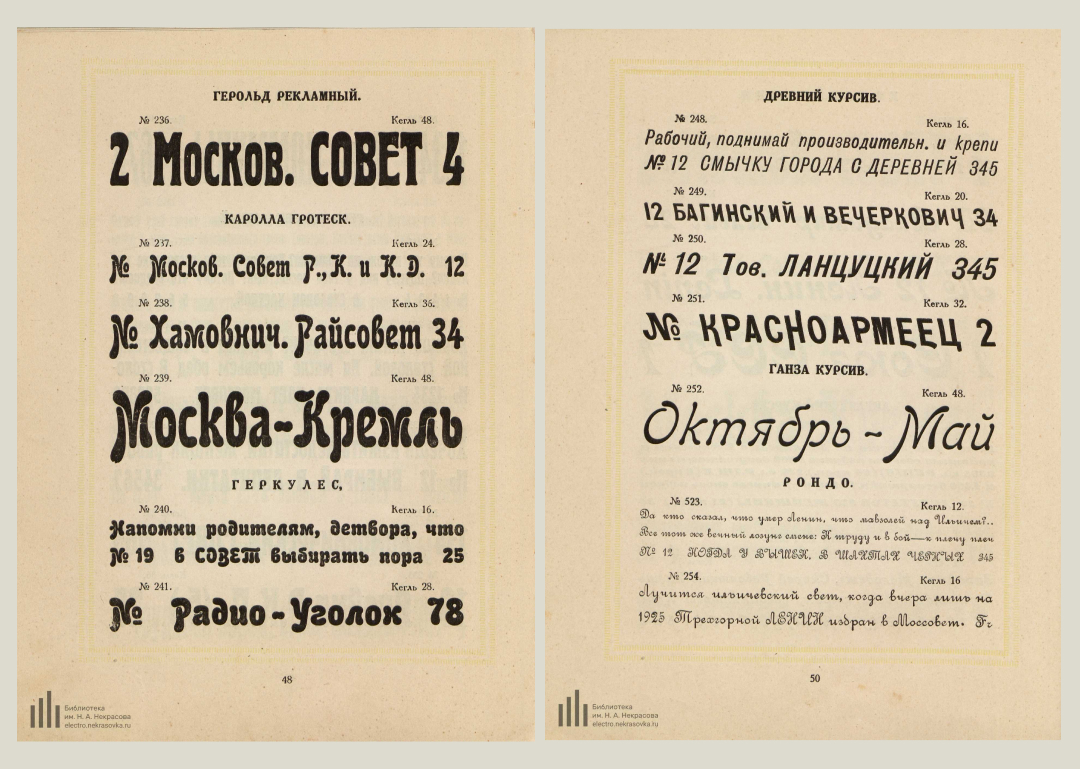 ГЕРОЛЬД РЕКЛАМНЫЙ.
№ 236. Кегль 48.
2 Москов. СОВЕТ 4
КАРОЛЛА ГРОТЕСК.
№ 237. Кегль 24.
№ Москов. Совет Р., К. и К. Д. 12
№ 238. Кегль 36.
№ Хамовнич. Райсовет 34
№ 239. Кегль 48.
Москва-Кремль
ГЕРКУЛЕС,
№ 240. Кегль 16.
Напомни родителям, детвора, что
№ 19 в СОВЕТ выбирать пора 25
№ 241. Кегль 28.
№ Радио-Уголок 78
48
Библиотека
им. Н. А. Некрасова
electro.nekrasovka.ru
ДРЕВНИЙ КУРСИВ.
№ 248. Кегль 16.
Рабочий, поднимай производительн. и крепи
№ 12 СМЫЧКУ ГОРОДА С ДЕРЕВНЕЙ 345
№ 249. Кегль 20.
12 БАГИНСКИЙ И ВЕЧЕРКОВИЧ 34
№ 250. Кегль 28.
№ 12 Тов. ЛАНЦУЦКИЙ 345
№ 251. Кегль 32.
№ КРАСНОАРМЕЕЦ 2
ГАНЗА КУРСИВ.
№ 252. Кегль 48.
Октябрь - Май
РОНДО.
№ 523. Кегль 12.
Да кто сказал, что умер Ленин, что мавзолей над Ильичем?..
Все тот же вечный лозунг смене: К труду и в бой—к плечу плеч
№ 12 КОГДА У ВЫШЕК, В ШАХТАХ ЧЕРНЫХ 345
№ 254. Кегль 16
Лучится ильичевский свет, когда вчера лишь на
1925 Трехгорной ЛЕНИН избран в Моссовет. Гг
50
Библиотека
им. Н. А. Некрасова
electro.nekrasovka.ru